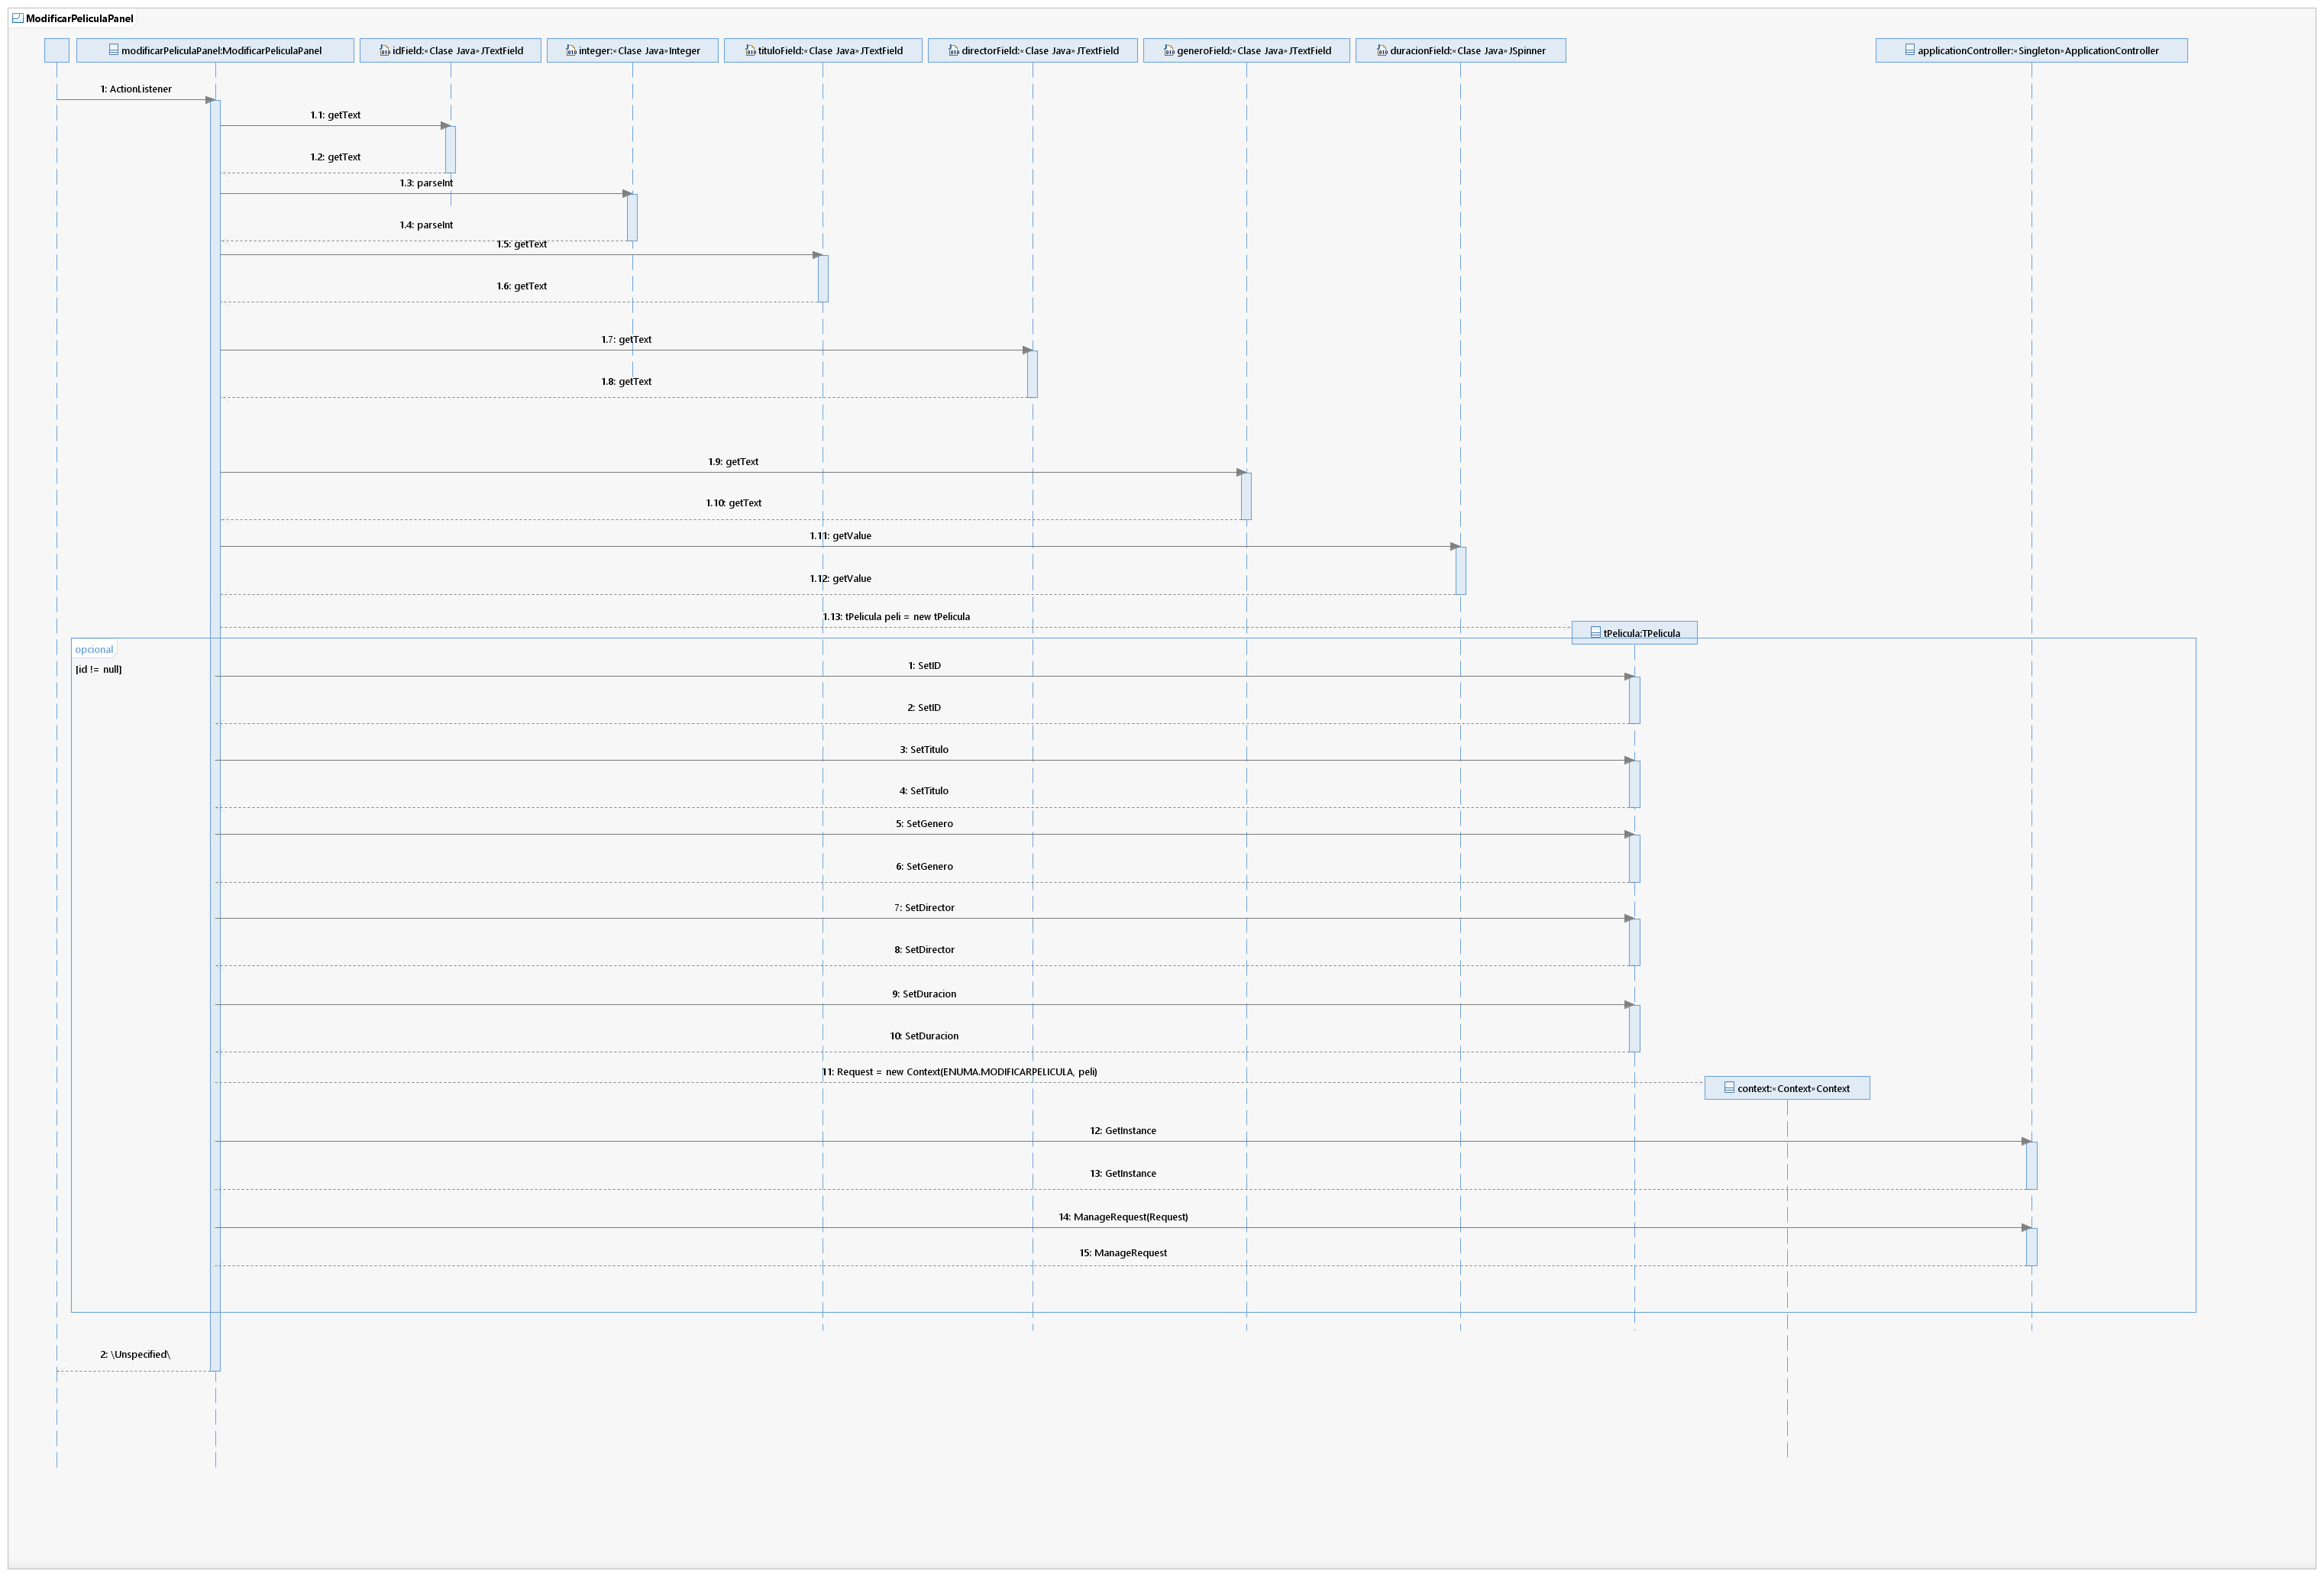 ModificarPeliculaPanel
modificarPeliculaPanel:ModificarPeliculaPanel
idField:«Clase Java»JTextField
integer:«Clase Java»Integer
tituloField:«Clase Java»JTextField
directorField:«Clase Java»JTextField
generoField:«Clase Java»JTextField
duracionField:«Clase Java»JSpinner
applicationController:«Singleton»ApplicationController
1: ActionListener
1.1: getText
1.2: getText
1.3: parseInt
1.4: parseInt
1.5: getText
1.6: getText
1.7: getText
1.8: getText
1.9: getText
1.10: getText
1.11: getValue
1.12: getValue
1.13: tPelicula peli = new tPelicula
tPelicula:TPelicula
opcional
[id != null]
1: SetID
2: SetID
3: SetTitulo
4: SetTitulo
5: SetGenero
6: SetGenero
7: SetDirector
8: SetDirector
9: SetDuracion
10: SetDuracion
11: Request = new Context(ENUMA.MODIFICARPELICULA, peli)
context:«Context»Context
12: GetInstance
13: GetInstance
14: ManageRequest(Request)
15: ManageRequest
2: \Unspecified\